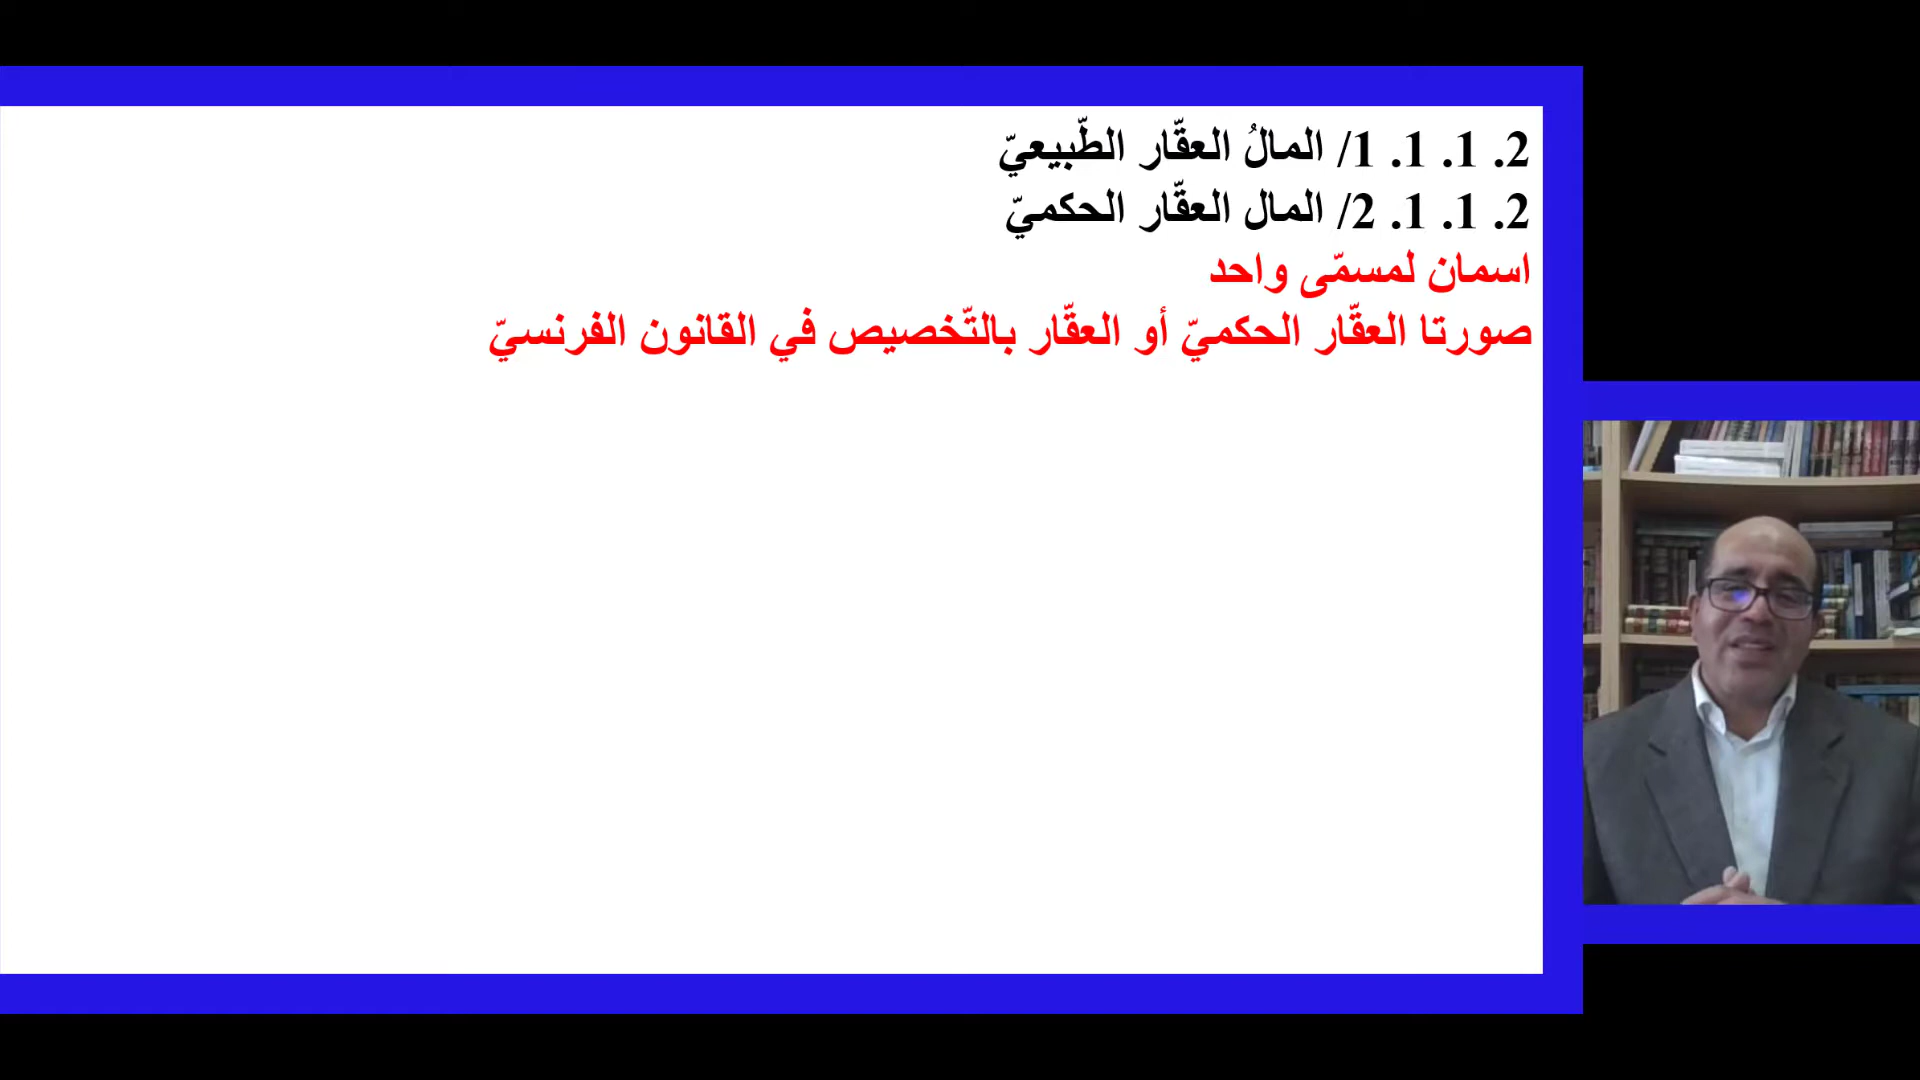 2. 1. 1. 1/ المالُ العقّار الطّبيعيّ
2. 1. 1. 2/ المال العقّار الحكميّ
اسمان لمسمّى واحد
صورتا العقّار الحكميّ أو العقّار بالتّخصيص في القانون الفرنسيّ